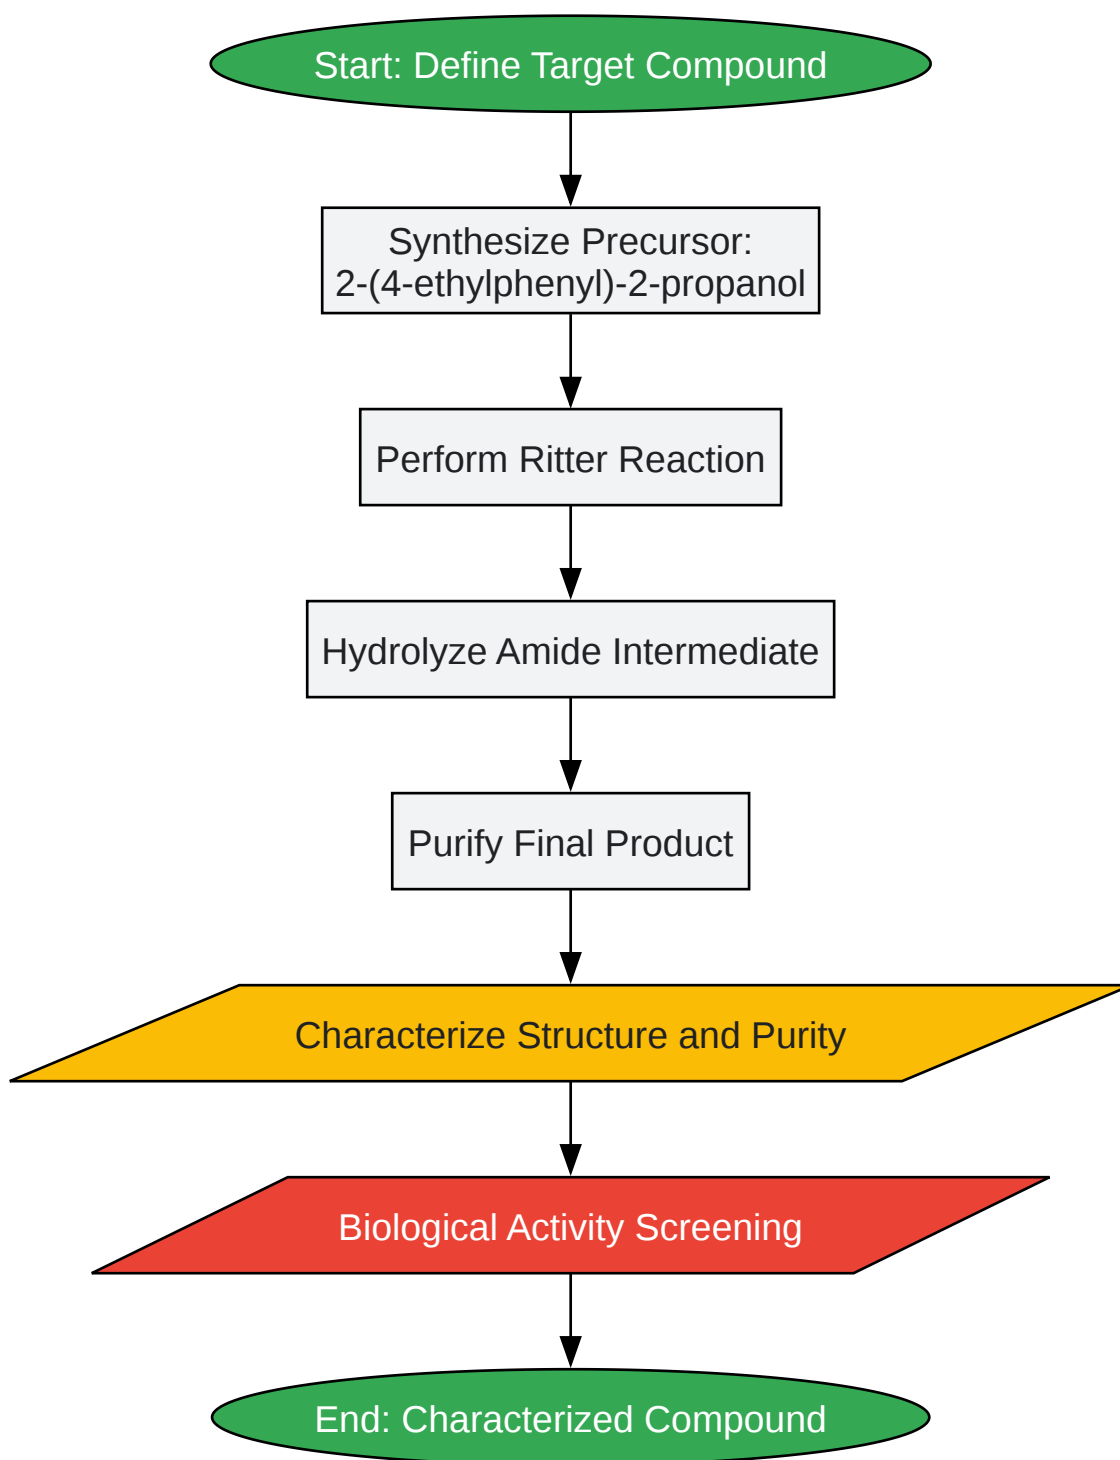 Start: Define Target Compound
Synthesize Precursor:
2-(4-ethylphenyl)-2-propanol
Perform Ritter Reaction
Hydrolyze Amide Intermediate
Purify Final Product
Characterize Structure and Purity
Biological Activity Screening
End: Characterized Compound